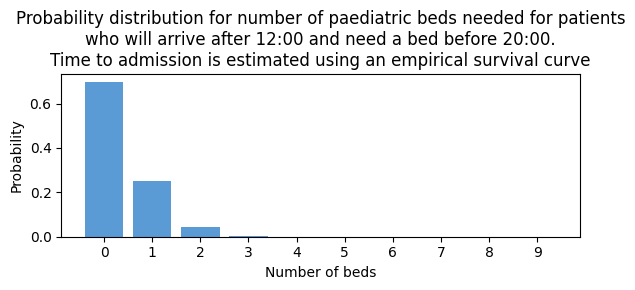 Probability distribution for number of paediatric beds needed for patients
who will arrive after 12:00 and need a bed before 20:00.
Time to admission is estimated using an empirical survival curve
0.6
0.4
0.2
0.0
Probability
0 1 2 3 4 5 6 7 8 9
Number of beds